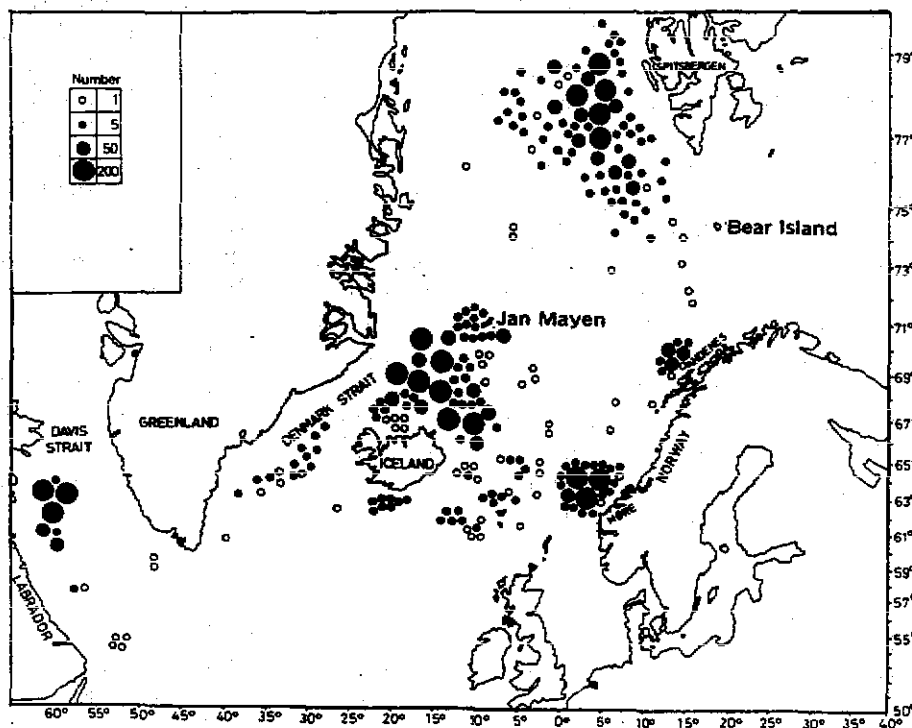 Number
1
5
50
200
SPITSBERGEN
79°
77°
75°
Bear Island
73°
Jan Mayen
71°
DENMARK STRAIT
GREENLAND
DAVIS
STRAIT
ICELAND
NORWAY
MØRE
LABRADOR
67°
65°
63°
61°
59°
57°
55°
50°
60° 55° 50° 45° 40° 35° 30° 25° 20° 15° 10° 5° 0° 5° 10° 15° 20° 25° 30° 35° 40°